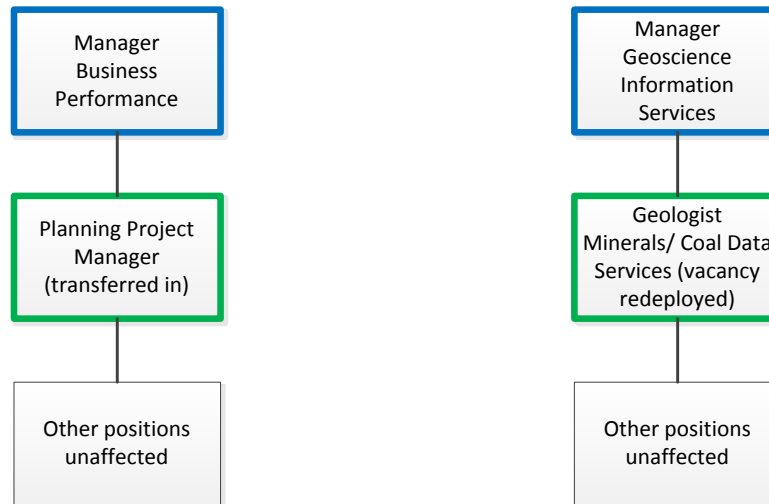 Manager
Business
Performance
Manager
Geoscience
Information
Services
Planning Project
Manager
(transferred in)
Geologist
Minerals/ Coal Data
Services (vacancy
redeployed)
Other positions
unaffected
Other positions
unaffected